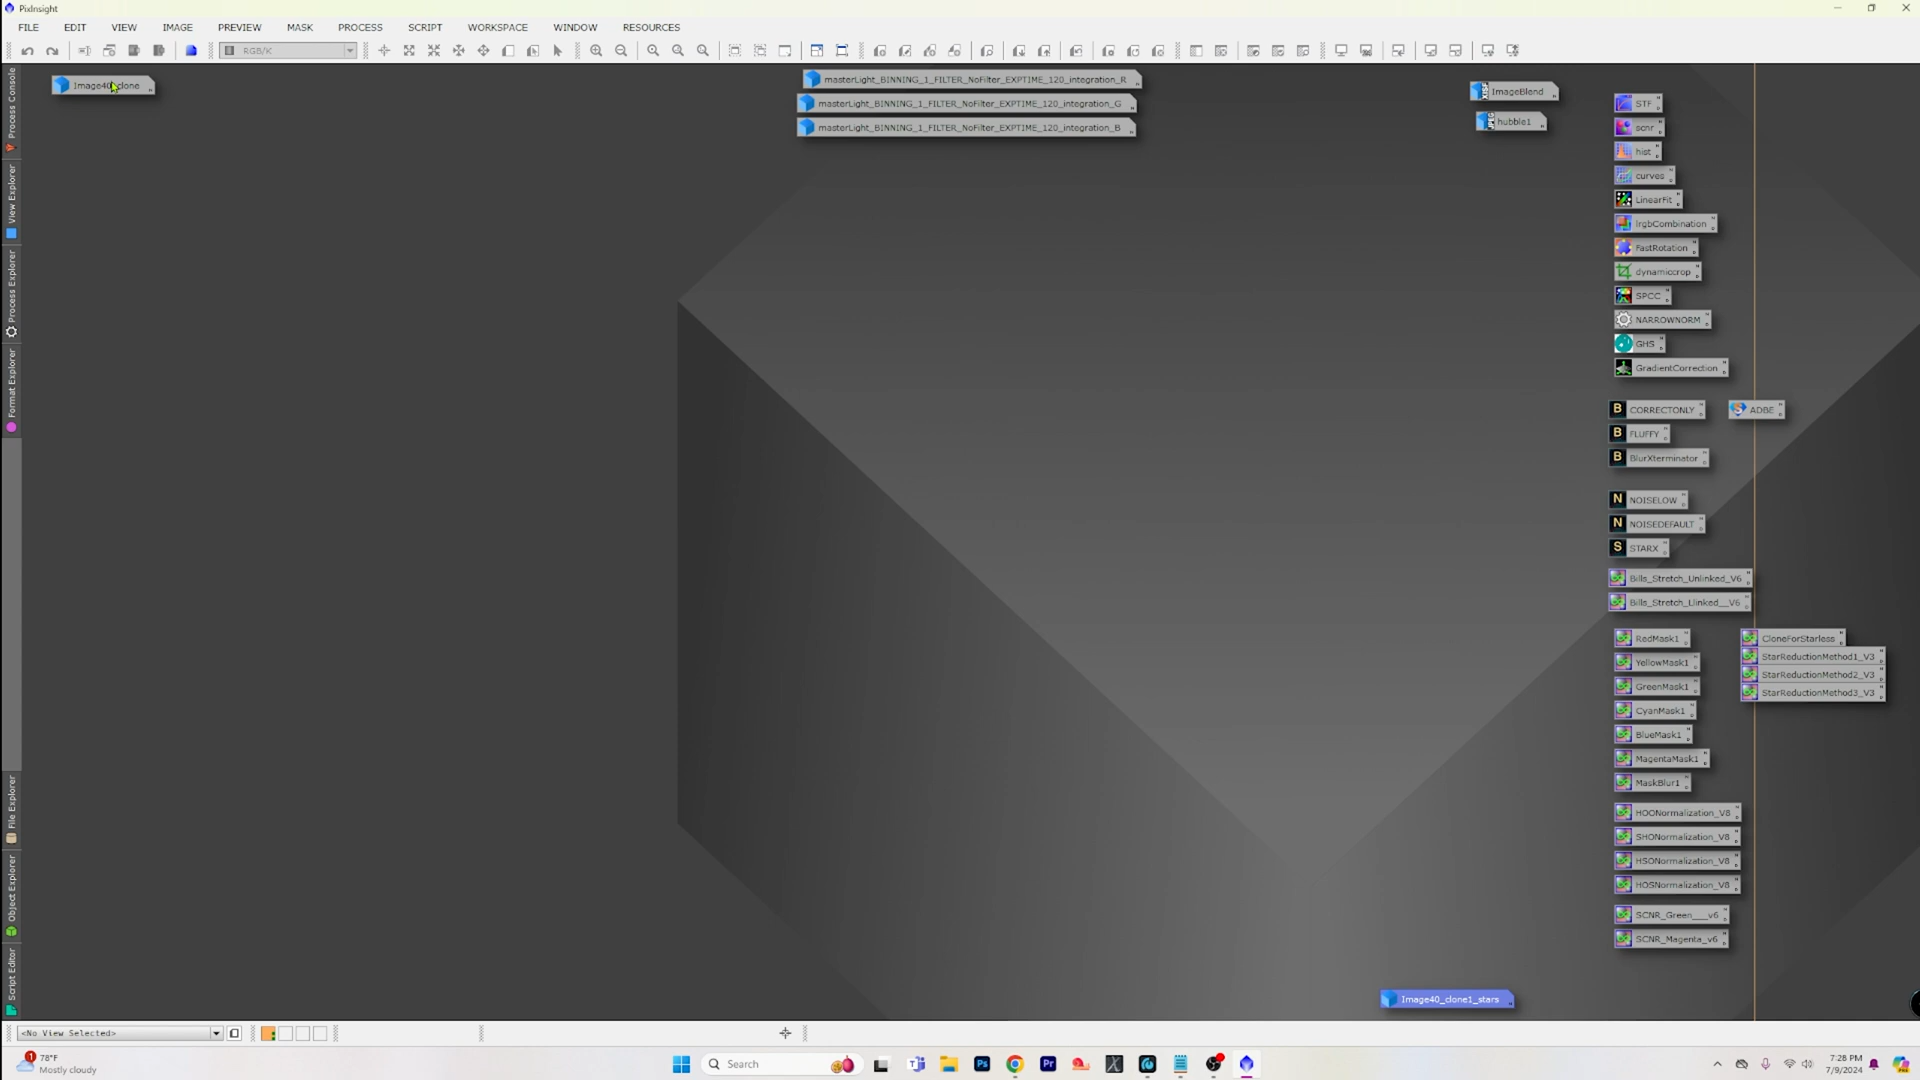 PixInsight
FILE EDIT VIEW IMAGE PREVIEW MASK PROCESS SCRIPT WORKSPACE WINDOW RESOURCES
RGB/K
Process Console
View Explorer
Process Explorer
Format Explorer
File Explorer
Object Explorer
Script Editor
Image40_clone
masterLight_BINNING_1_FILTER_NoFilter_EXPTIME_120_integration_R
masterLight_BINNING_1_FILTER_NoFilter_EXPTIME_120_integration_G
masterLight_BINNING_1_FILTER_NoFilter_EXPTIME_120_integration_B
ImageBlend
hubble1
STF
scnr
hist
curves
LinearFit
lrgbCombination
FastRotation
dynamiccrop
SPCC
NARROWNORM
GHS
GradientCorrection
B CORRECTONLY
ADBE
B FLUFFY
B BlurXterminator
N NOISELOW
N NOISEDEFAULT
S STARX
Bills_Stretch_Unlinked_V6
Bills_Stretch_Llinked__V6
RedMask1
YellowMask1
GreenMask1
CyanMask1
BlueMask1
MagentaMask1
MaskBlur1
CloneForStarless
StarReductionMethod1_V3
StarReductionMethod2_V3
StarReductionMethod3_V3
HOONormalization_V8
SHONormalization_V8
HSONormalization_V8
HOSNormalization_V8
SCNR_Green___v6
SCNR_Magenta_v6
Image40_clone1_stars
<No View Selected>
1
78°F
Mostly cloudy
Search
7:28 PM
7/9/2024